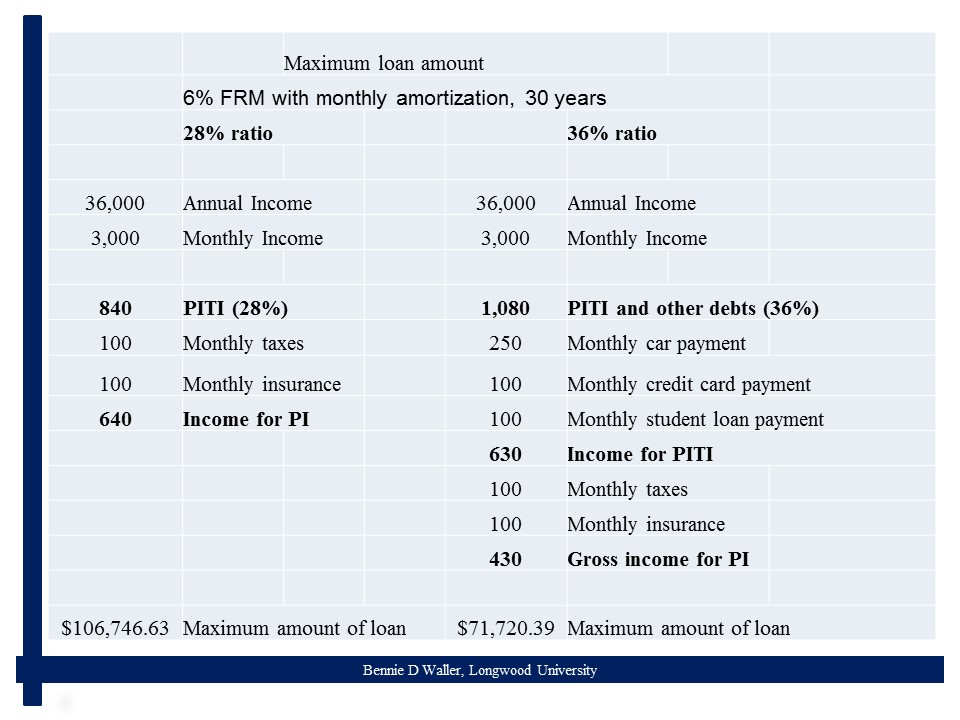 Maximum loan amount
6% FRM with monthly amortization, 30 years
28% ratio 36% ratio
36,000 Annual Income 36,000 Annual Income
3,000 Monthly Income 3,000 Monthly Income
840 PITI (28%) 1,080 PITI and other debts (36%)
100 Monthly taxes 250 Monthly car payment
100 Monthly insurance 100 Monthly credit card payment
640 Income for PI 100 Monthly student loan payment
630 Income for PITI
100 Monthly taxes
100 Monthly insurance
430 Gross income for PI
$106,746.63 Maximum amount of loan $71,720.39 Maximum amount of loan
Bennie D Waller, Longwood University